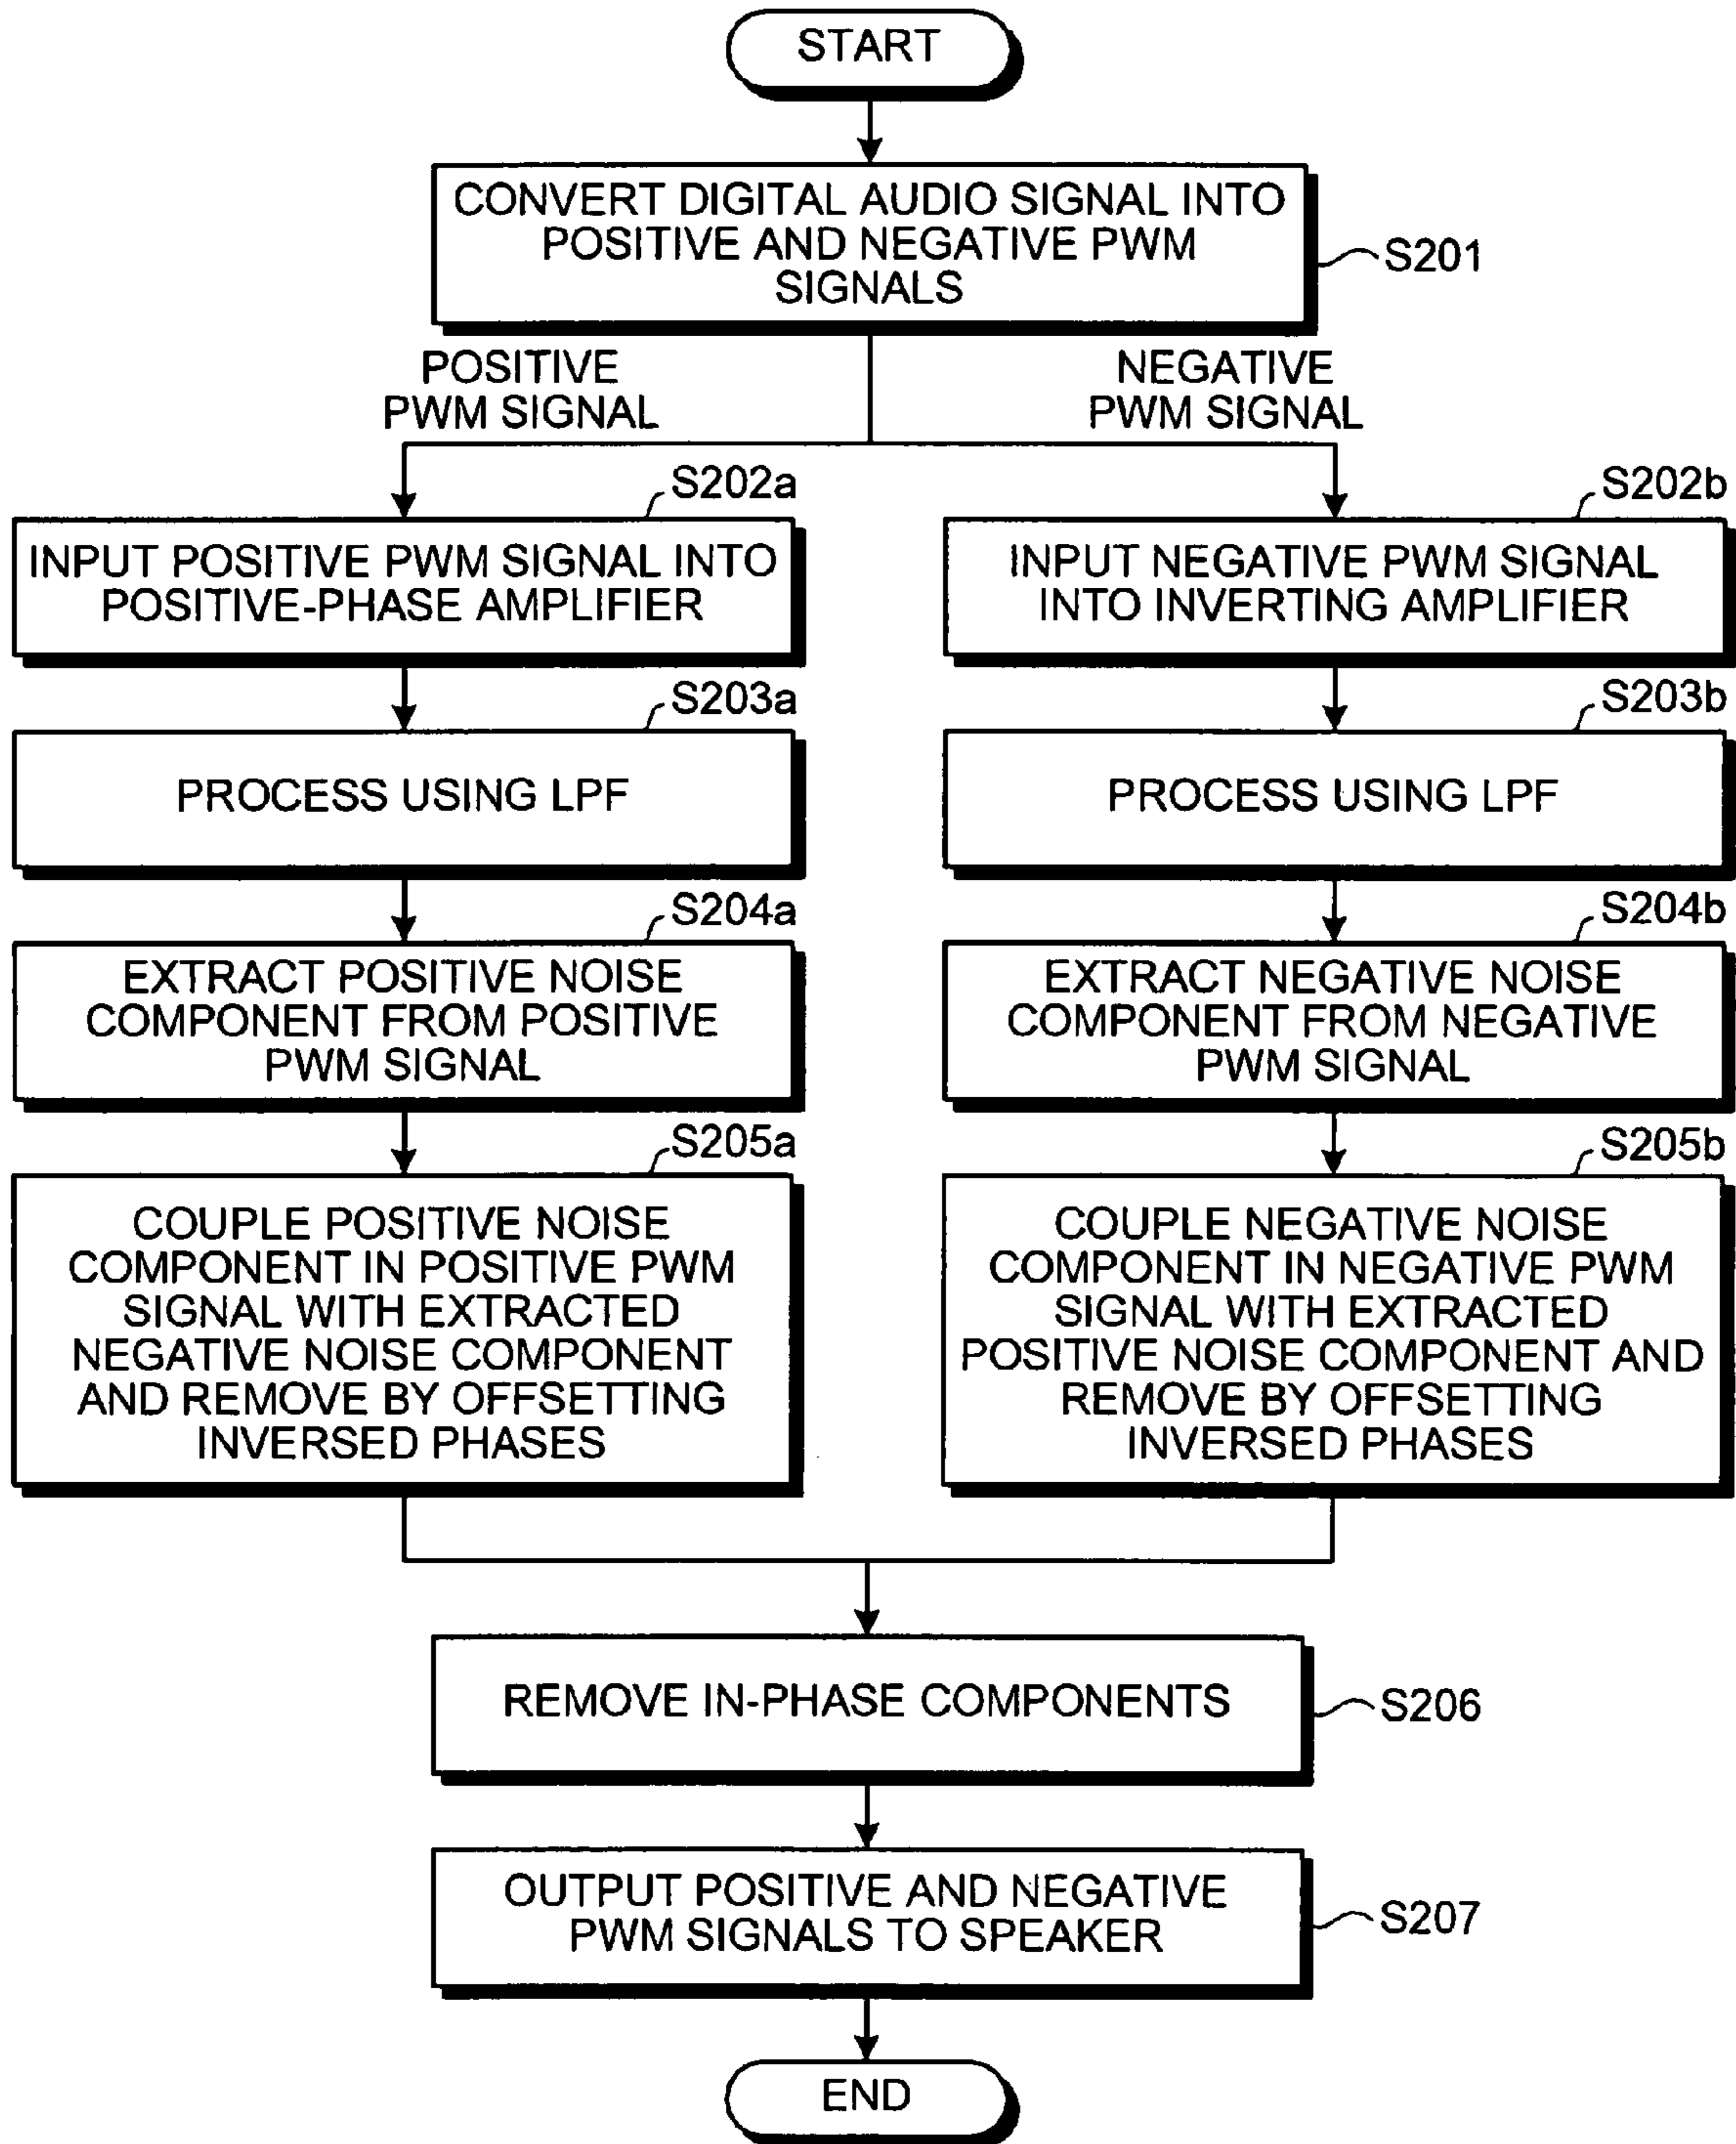 START
CONVERT DIGITAL AUDIO SIGNAL INTO
POSITIVE AND NEGATIVE PWM
SIGNALS
S201
POSITIVE
PWM SIGNAL
NEGATIVE
PWM SIGNAL
S202a
INPUT POSITIVE PWM SIGNAL INTO
POSITIVE-PHASE AMPLIFIER
S202b
INPUT NEGATIVE PWM SIGNAL
INTO INVERTING AMPLIFIER
S203a
PROCESS USING LPF
S203b
PROCESS USING LPF
S204a
EXTRACT POSITIVE NOISE
COMPONENT FROM POSITIVE
PWM SIGNAL
S204b
EXTRACT NEGATIVE NOISE
COMPONENT FROM NEGATIVE
PWM SIGNAL
S205a
COUPLE POSITIVE NOISE
COMPONENT IN POSITIVE PWM
SIGNAL WITH EXTRACTED
NEGATIVE NOISE COMPONENT
AND REMOVE BY OFFSETTING
INVERSED PHASES
S205b
COUPLE NEGATIVE NOISE
COMPONENT IN NEGATIVE PWM
SIGNAL WITH EXTRACTED
POSITIVE NOISE COMPONENT AND
REMOVE BY OFFSETTING
INVERSED PHASES
REMOVE IN-PHASE COMPONENTS
S206
OUTPUT POSITIVE AND NEGATIVE
PWM SIGNALS TO SPEAKER
S207
END